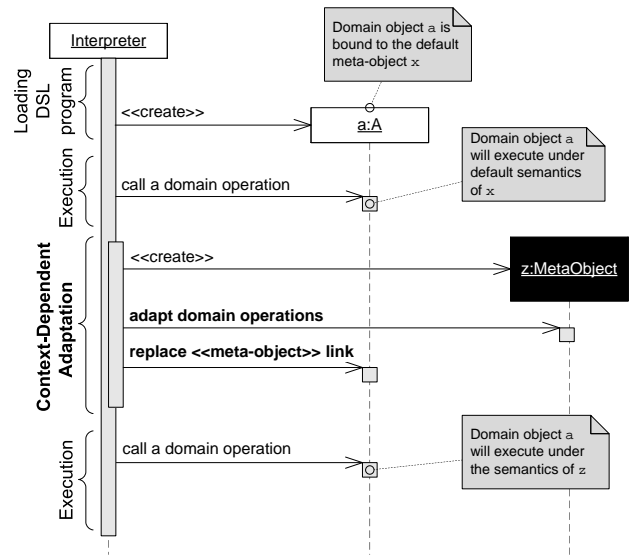 Domain object a is
bound to the default
meta-object x
Interpreter
Loading
DSL
program
<<create>>
a:A
Domain object a
will execute under
default semantics
of x
Execution
call a domain operation
<<create>>
z:MetaObject
Context-Dependent
Adaptation
adapt domain operations
replace <<meta-object>> link
Domain object a
will execute under
the semantics of z
Execution
call a domain operation